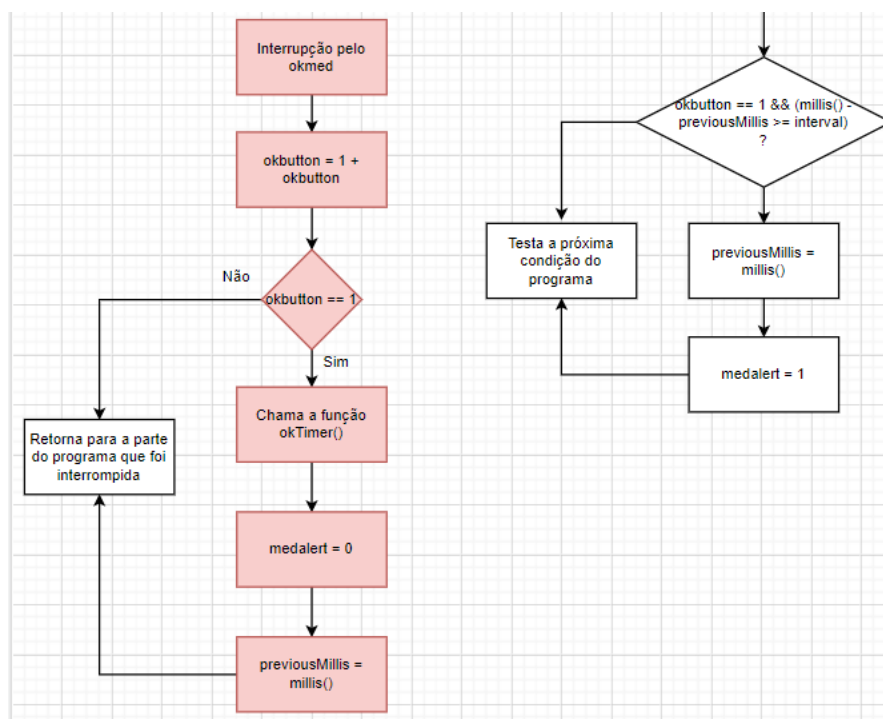 Interrupção pelo
okmed
okbutton = 1 +
okbutton
Não
okbutton == 1
Sim
Chama a função
okTimer()
Retorna para a parte
do programa que foi
interrompida
medalert = 0
previousMillis =
millis()
okbutton == 1 && (millis() -
previousMillis >= interval)
?
Testa a próxima
condição do
programa
previousMillis =
millis()
medalert = 1